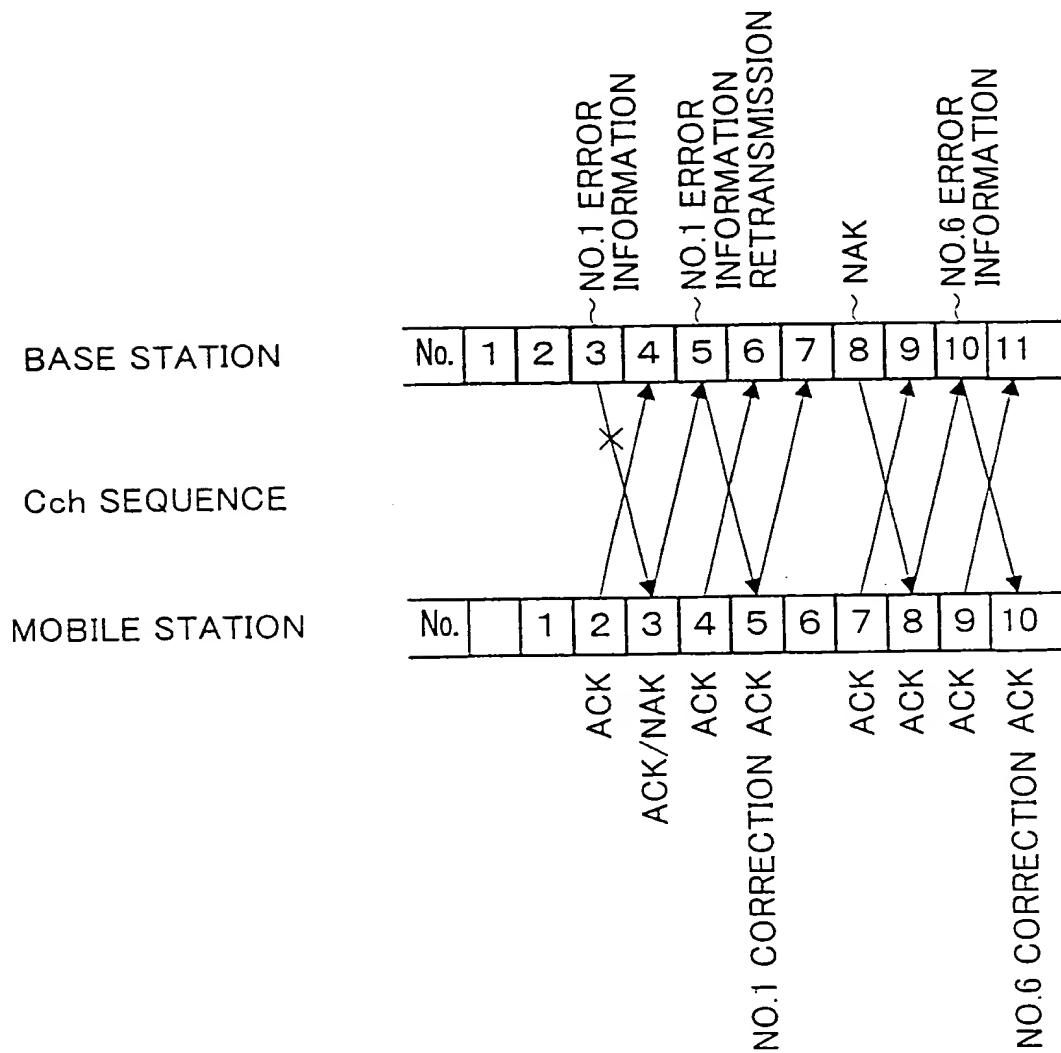 NO.1 ERROR
INFORMATION
NO.1 ERROR
INFORMATION
RETRANSMISSION
NAK
NO.6 ERROR
INFORMATION
BASE STATION
No. 1 2 3 4 5 6 7 8 9 10 11
Cch SEQUENCE
MOBILE STATION
No. 1 2 3 4 5 6 7 8 9 10
ACK
ACK/NAK
ACK
NO.1 CORRECTION ACK
ACK
ACK
ACK
NO.6 CORRECTION ACK